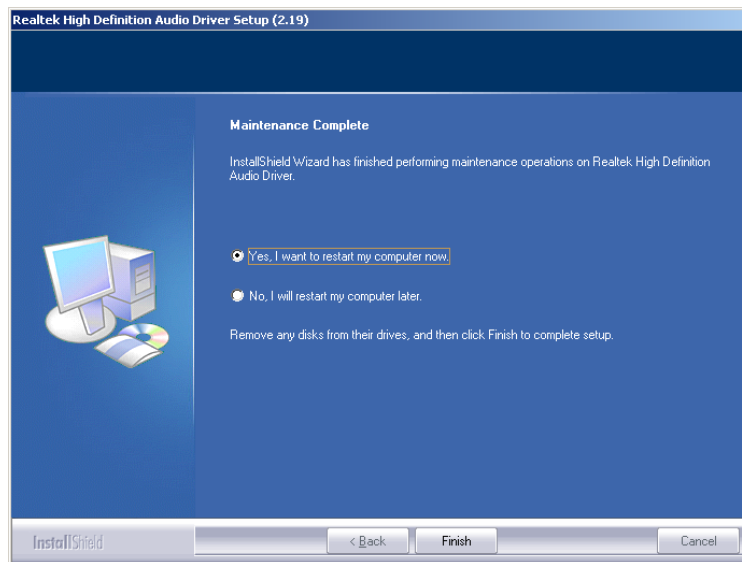 Realtek High Definition Audio Driver Setup (2.19)
Maintenance Complete
InstallShield Wizard has finished performing maintenance operations on Realtek High Definition
Audio Driver.
Yes, I want to restart my computer now.
No, I will restart my computer later.
Remove any disks from their drives, and then click Finish to complete setup.
InstallShield
< Back Finish Cancel